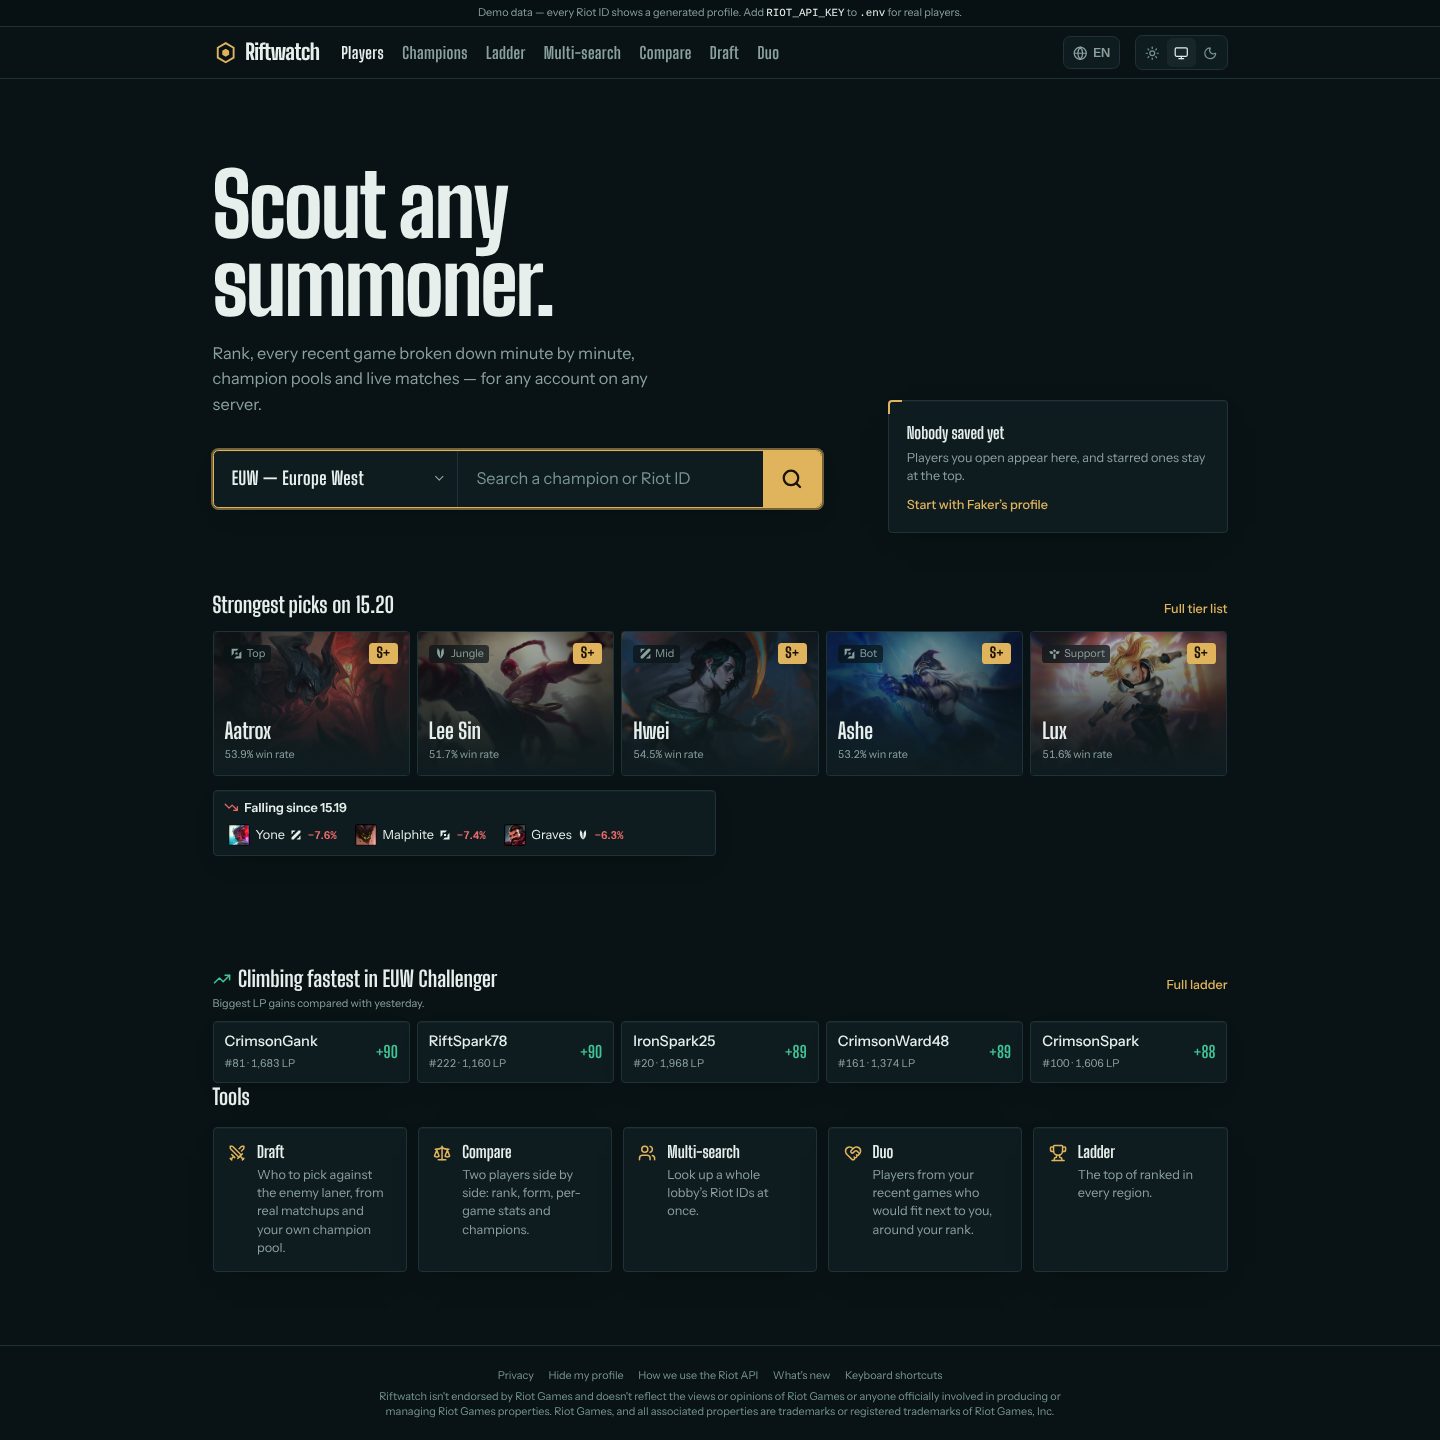 Demo data — every Riot ID shows a generated profile. Add RIOT_API_KEY to .env for real players.
Riftwatch Players Champions Ladder Multi-search Compare Draft Duo EN
Scout any
summoner.
Rank, every recent game broken down minute by minute,
champion pools and live matches — for any account on any
server.
EUW — Europe West Search a champion or Riot ID
Nobody saved yet
Players you open appear here, and starred ones stay
at the top.
Start with Faker's profile
Strongest picks on 15.20 Full tier list
Top S+
Aatrox
53.9% win rate
Jungle S+
Lee Sin
51.7% win rate
Mid S+
Hwei
54.5% win rate
Bot S+
Ashe
53.2% win rate
Support S+
Lux
51.6% win rate
Falling since 15.19
Yone −7.6% Malphite −7.4% Graves −6.3%
Climbing fastest in EUW Challenger Full ladder
Biggest LP gains compared with yesterday.
CrimsonGank +90
#81 · 1,683 LP
RiftSpark78 +90
#222 · 1,160 LP
IronSpark25 +89
#20 · 1,968 LP
CrimsonWard48 +89
#161 · 1,374 LP
CrimsonSpark +88
#100 · 1,606 LP
Tools
Draft
Who to pick against
the enemy laner, from
real matchups and
your own champion
pool.
Compare
Two players side by
side: rank, form, per-
game stats and
champions.
Multi-search
Look up a whole
lobby's Riot IDs at
once.
Duo
Players from your
recent games who
would fit next to you,
around your rank.
Ladder
The top of ranked in
every region.
Privacy Hide my profile How we use the Riot API What's new Keyboard shortcuts
Riftwatch isn't endorsed by Riot Games and doesn't reflect the views or opinions of Riot Games or anyone officially involved in producing or
managing Riot Games properties. Riot Games, and all associated properties are trademarks or registered trademarks of Riot Games, Inc.